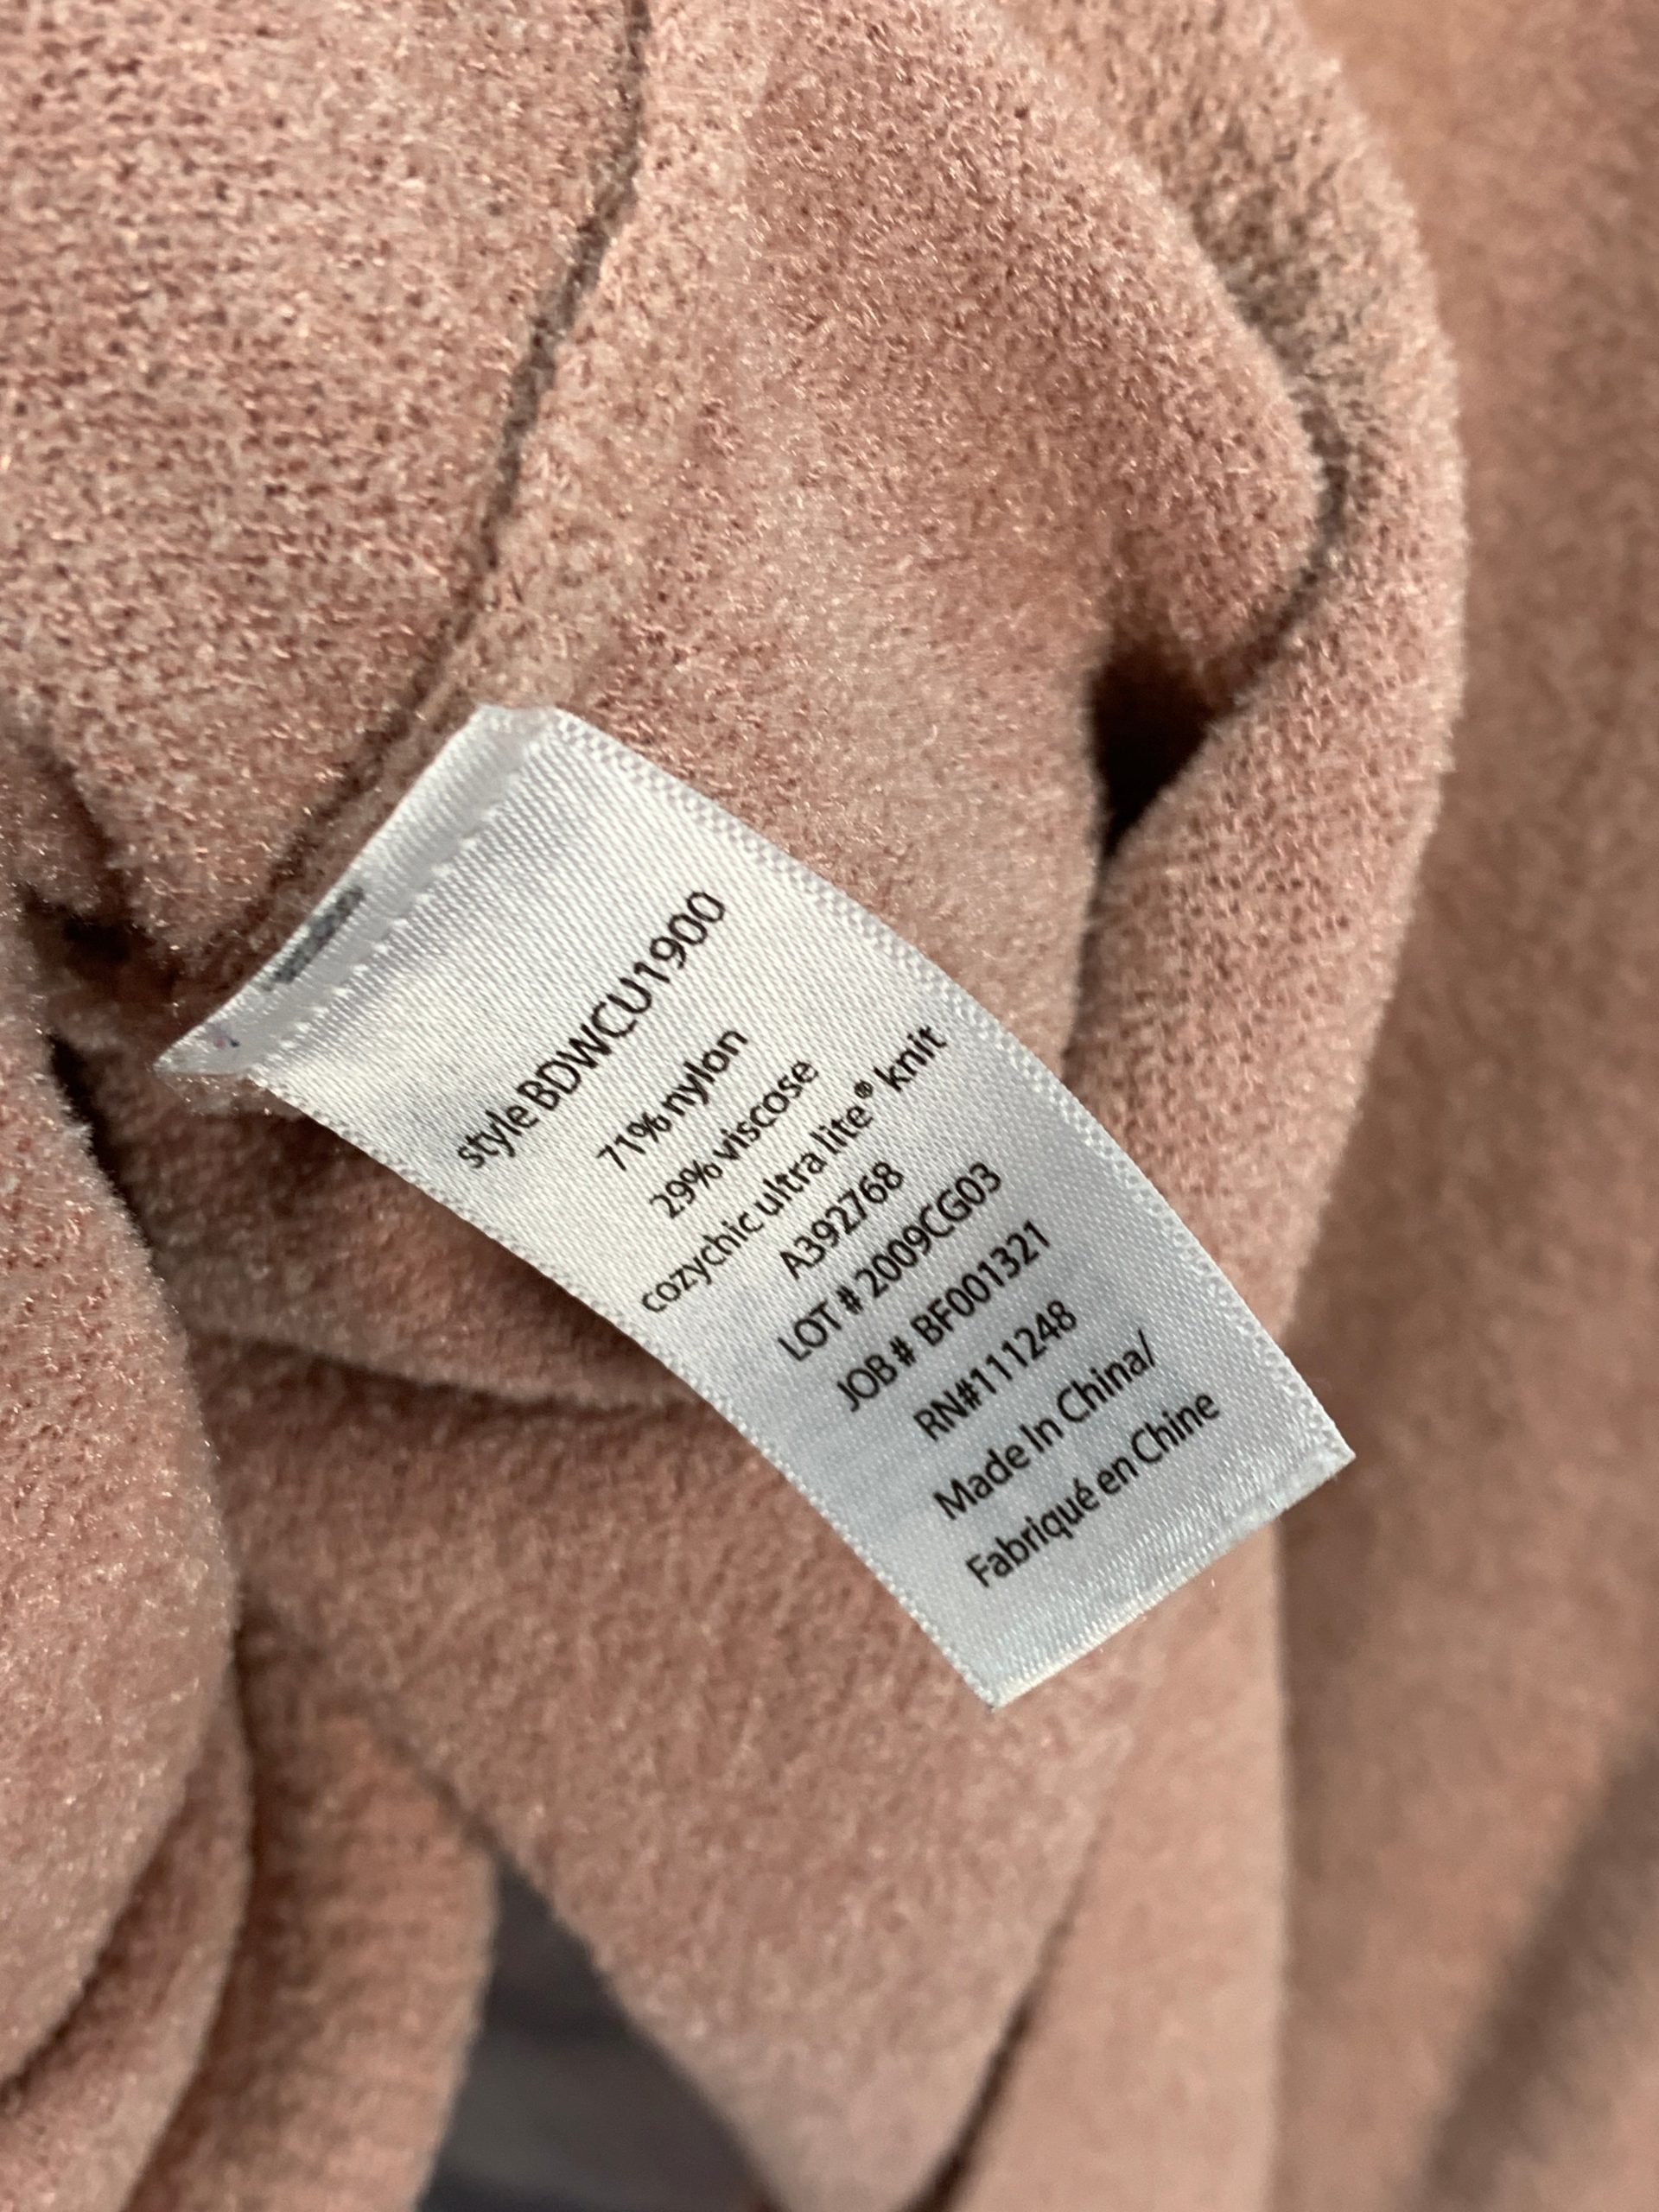 style BDWCU1900
71% nylon
29% viscose
cozychic ultra lite® knit
A392768
LOT # 2009CG03
JOB # BF001321
RN#111248
Made In China/
Fabriqué en Chine